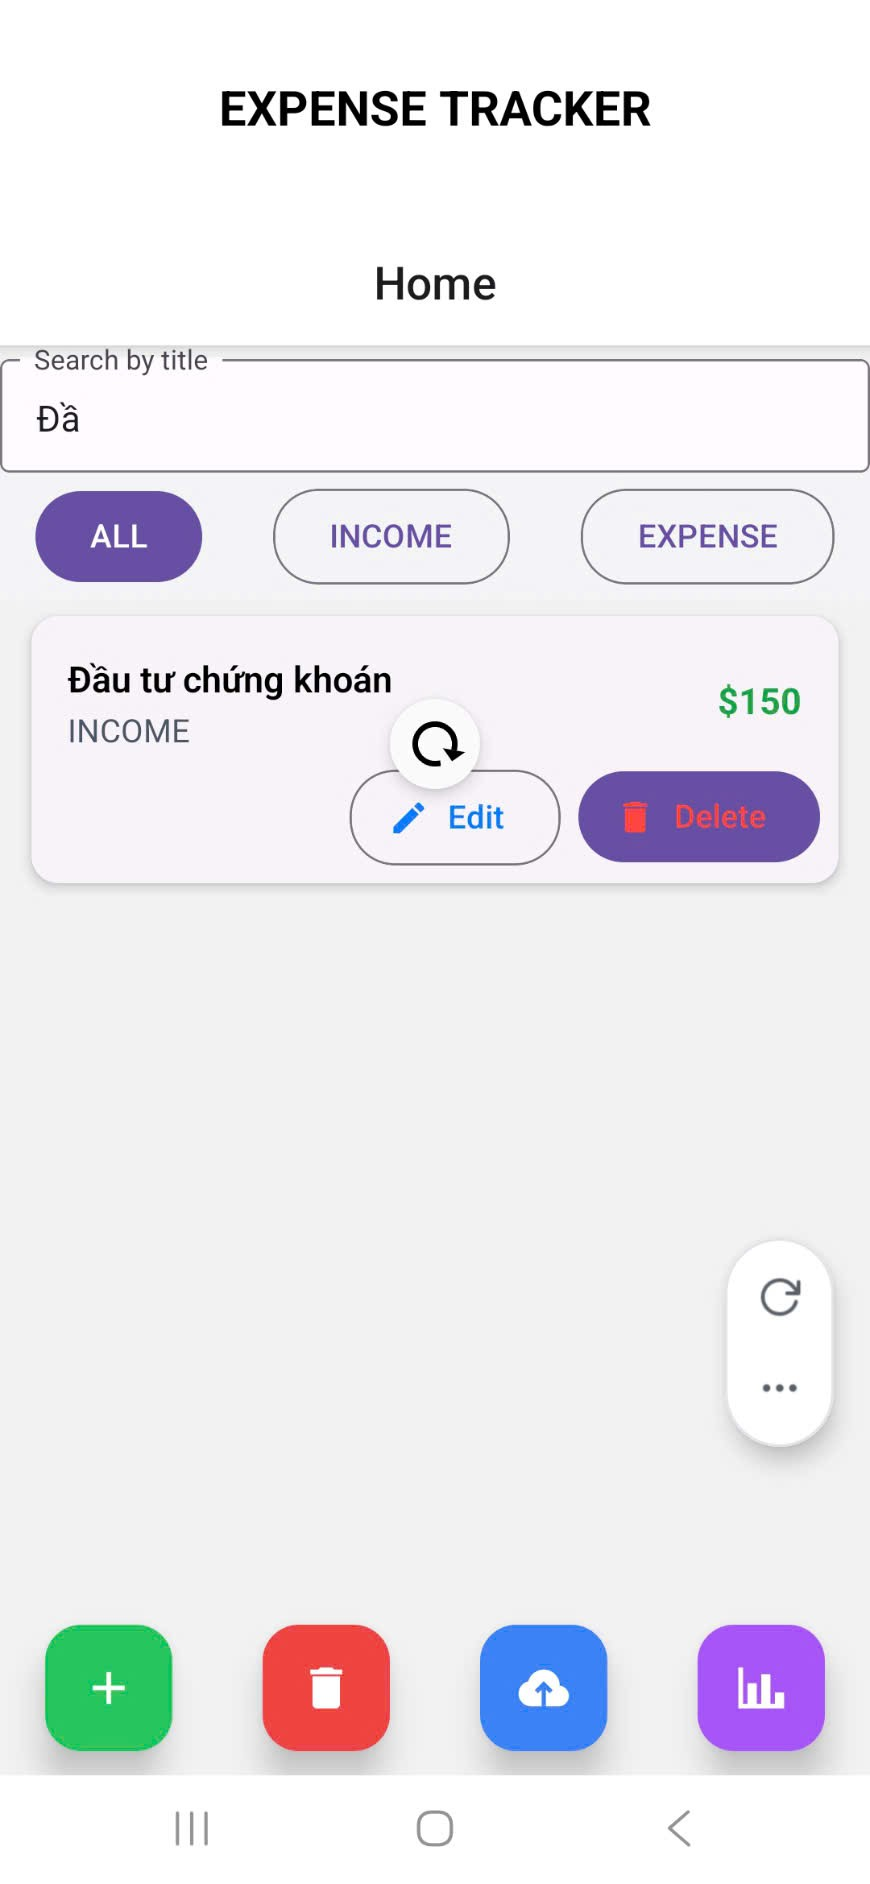 EXPENSE TRACKER
Home
Search by title
Đầ
ALL
INCOME
EXPENSE
Đầu tư chứng khoán
INCOME
$150
Edit
Delete